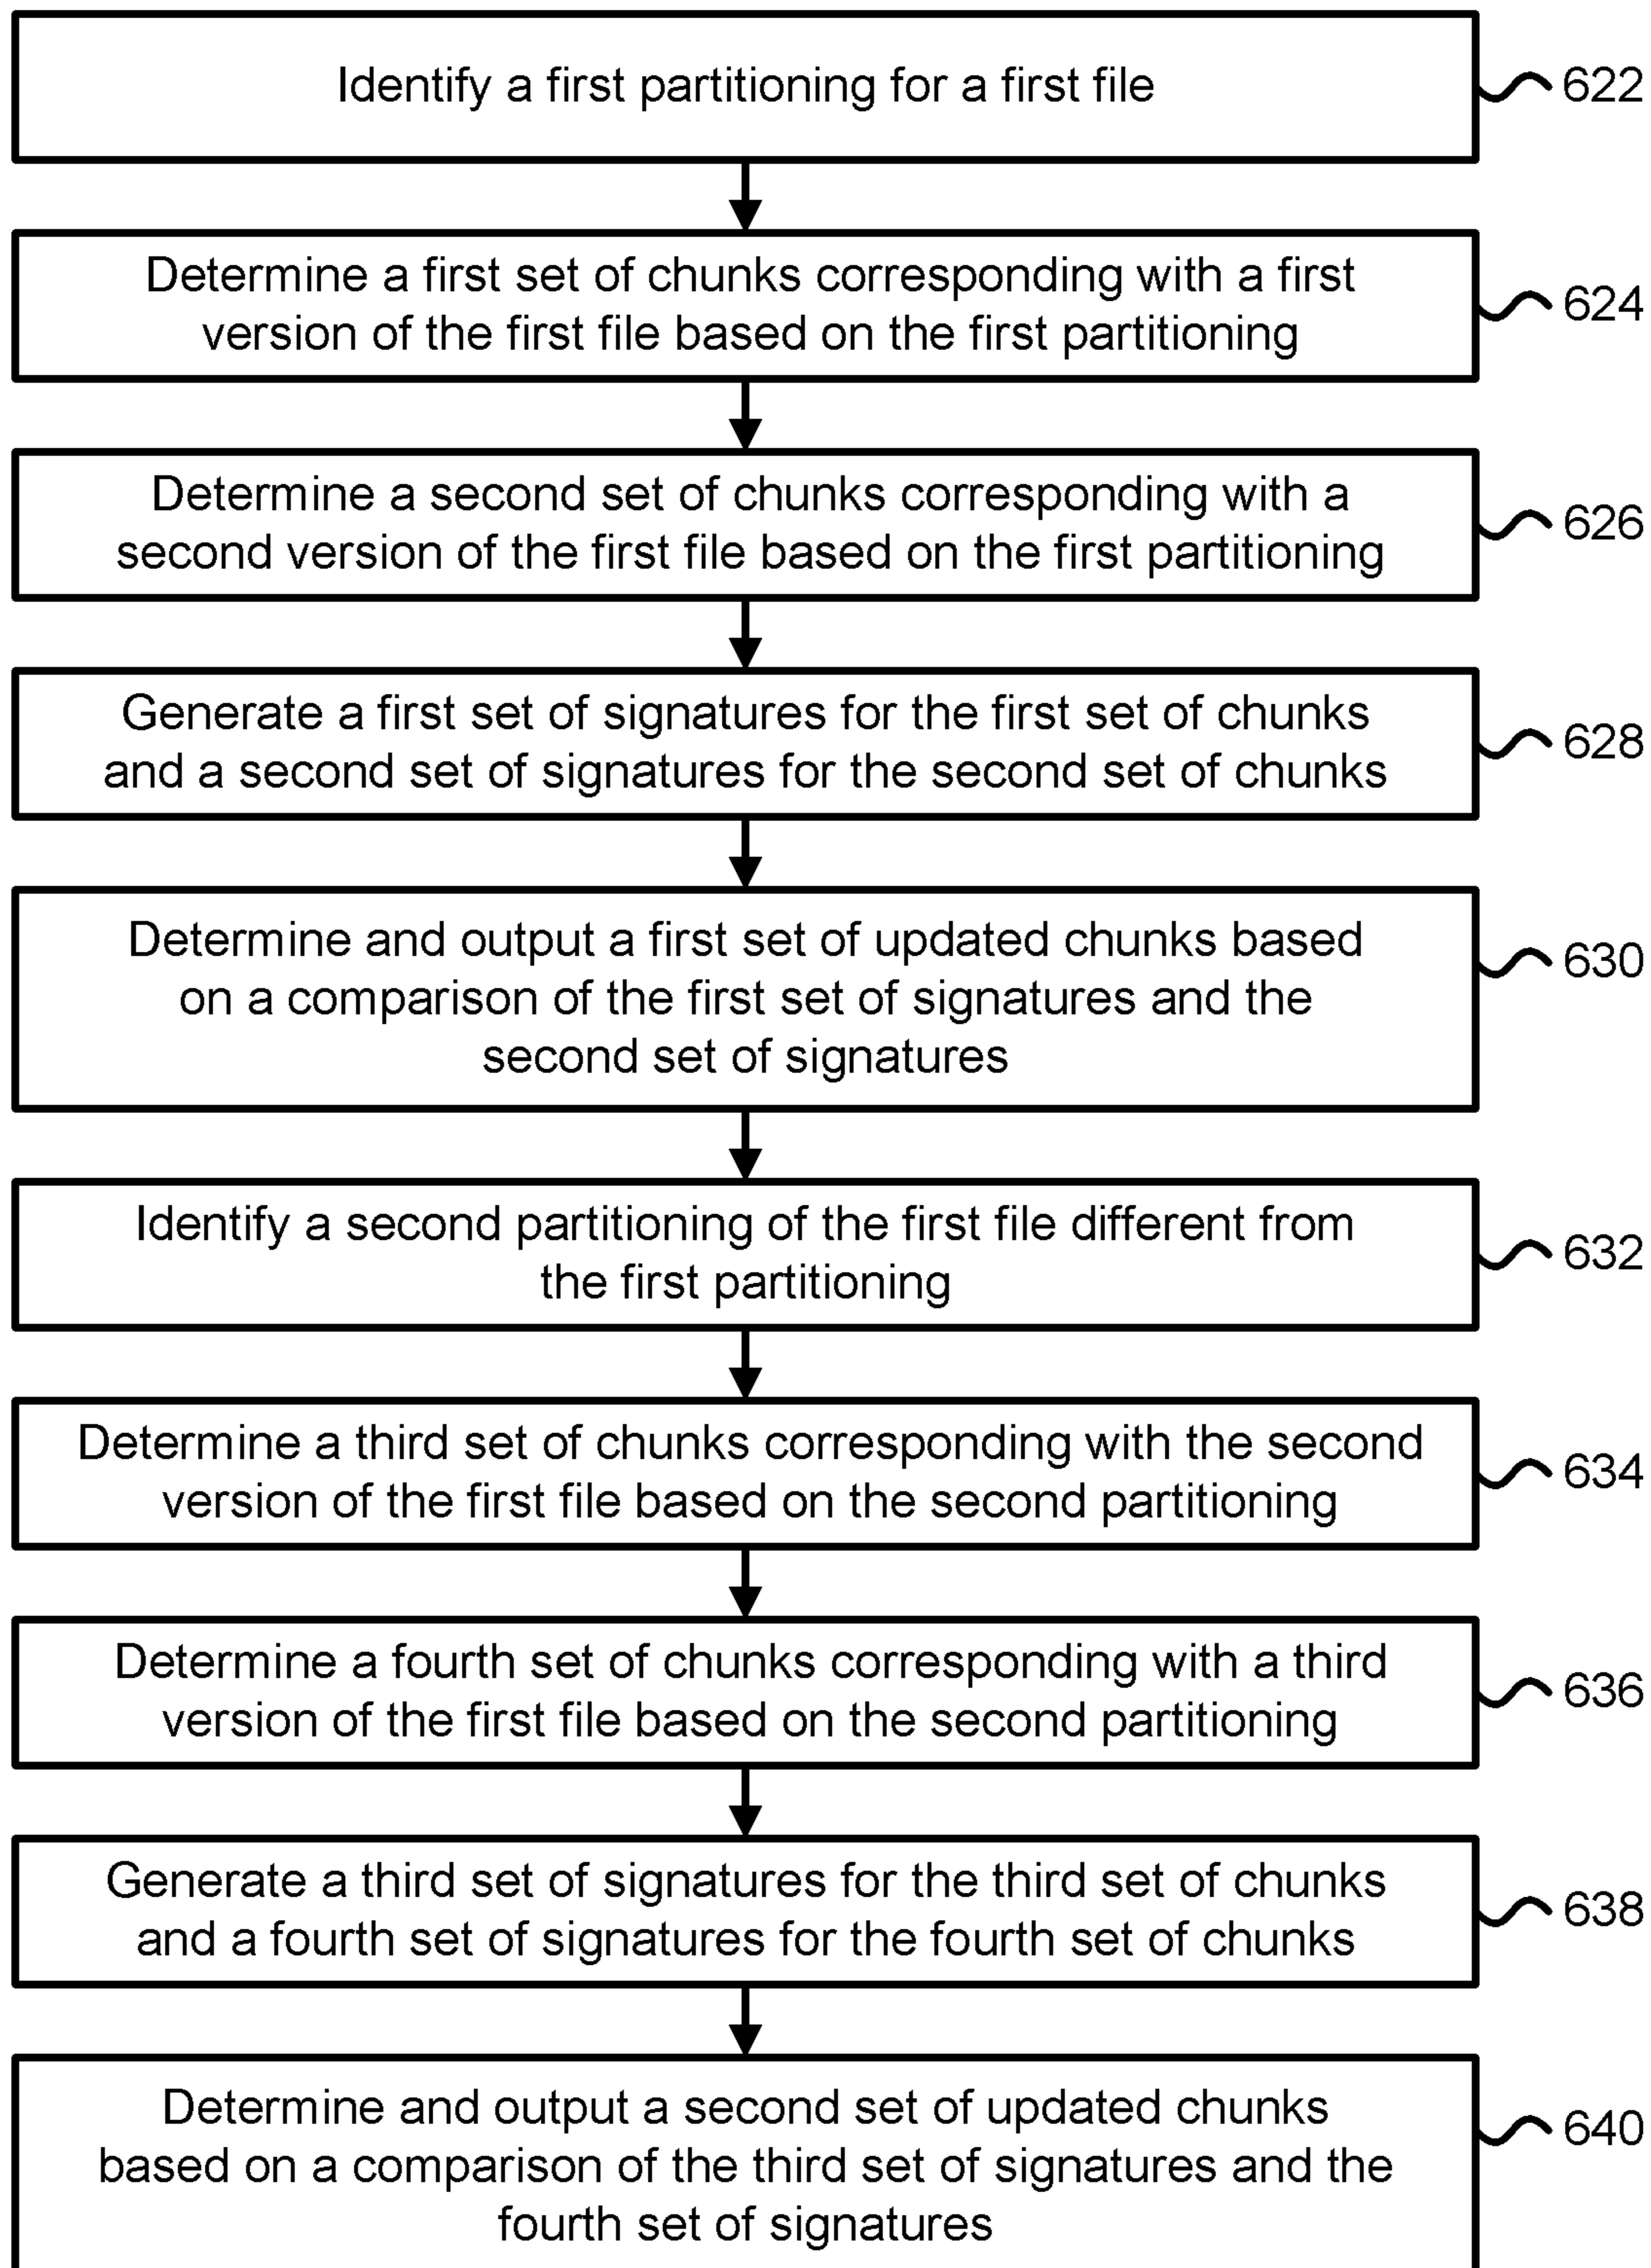 Identify a first partitioning for a first file
622
Determine a first set of chunks corresponding with a first
version of the first file based on the first partitioning
624
Determine a second set of chunks corresponding with a
second version of the first file based on the first partitioning
626
Generate a first set of signatures for the first set of chunks
and a second set of signatures for the second set of chunks
628
Determine and output a first set of updated chunks based
on a comparison of the first set of signatures and the
second set of signatures
630
Identify a second partitioning of the first file different from
the first partitioning
632
Determine a third set of chunks corresponding with the second
version of the first file based on the second partitioning
634
Determine a fourth set of chunks corresponding with a third
version of the first file based on the second partitioning
636
Generate a third set of signatures for the third set of chunks
and a fourth set of signatures for the fourth set of chunks
638
Determine and output a second set of updated chunks
based on a comparison of the third set of signatures and the
fourth set of signatures
640